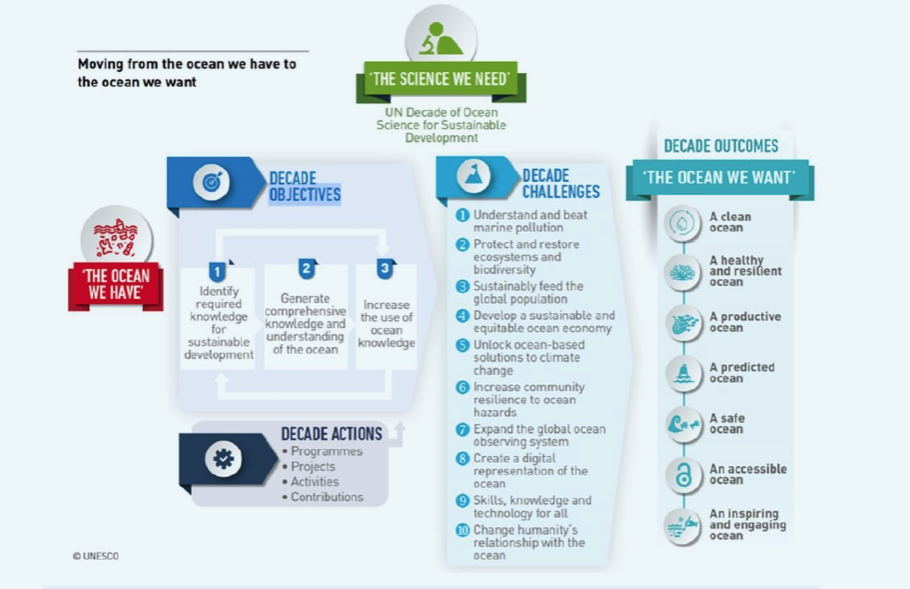 Moving from the ocean we have to
the ocean we want
'THE SCIENCE WE NEED'
UN Decade of Ocean
Science for Sustainable
Development
'THE OCEAN
WE HAVE'
DECADE
OBJECTIVES
1
Identify
required
knowledge
for
sustainable
development
2
Generate
comprehensive
knowledge and
understanding
of the ocean
3
Increase
the use of
ocean
knowledge
DECADE ACTIONS
• Programmes
• Projects
• Activities
• Contributions
DECADE
CHALLENGES
1 Understand and beat
marine pollution
2 Protect and restore
ecosystems and
biodiversity
3 Sustainably feed the
global population
4 Develop a sustainable and
equitable ocean economy
5 Unlock ocean-based
solutions to climate
change
6 Increase community
resilience to ocean
hazards
7 Expand the global ocean
observing system
8 Create a digital
representation of the
ocean
9 Skills, knowledge and
technology for all
10 Change humanity's
relationship with the
ocean
DECADE OUTCOMES
'THE OCEAN WE WANT'
A clean
ocean
A healthy
and resilient
ocean
A productive
ocean
A predicted
ocean
A safe
ocean
An accessible
ocean
An inspiring
and engaging
ocean
© UNESCO